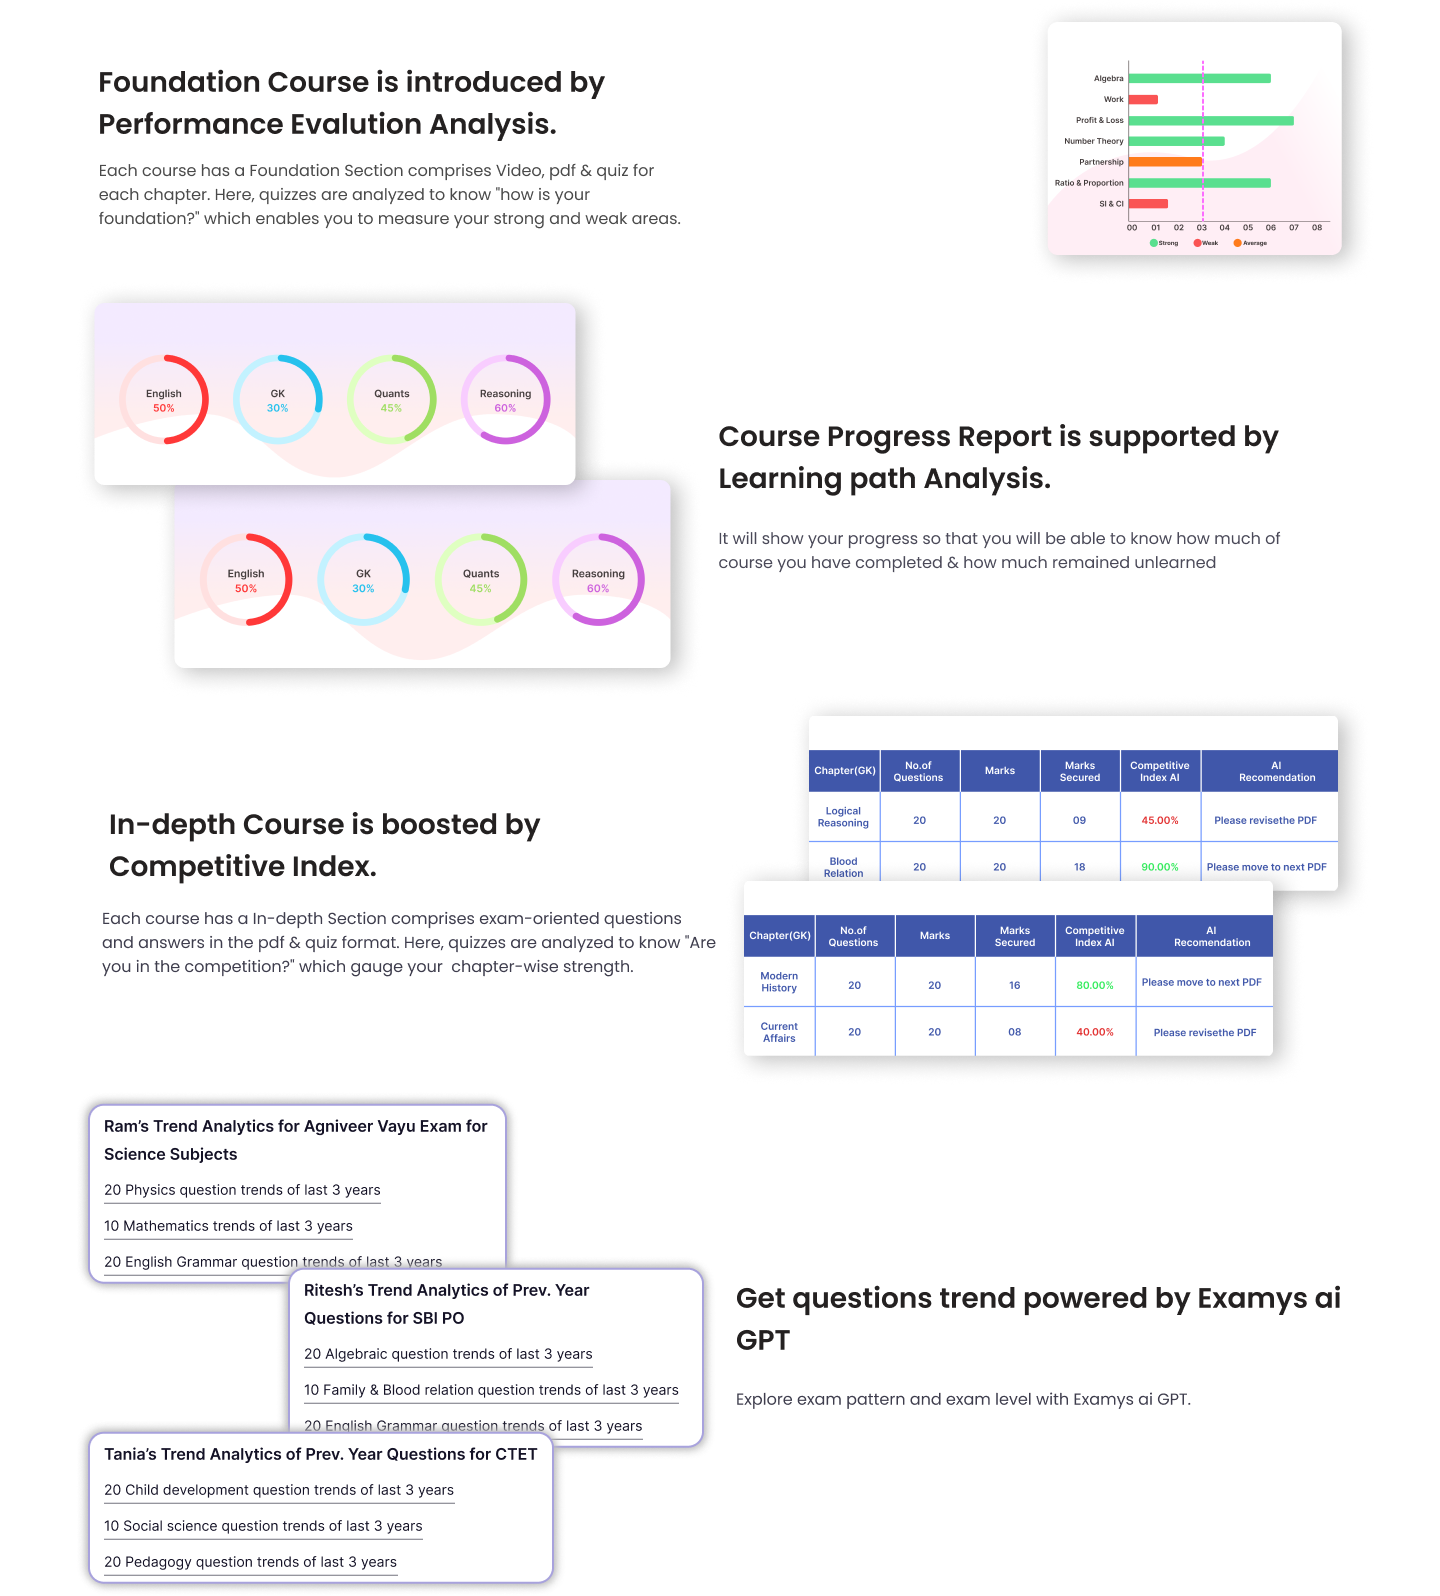 Foundation Course is introduced by
Performance Evalution Analysis.
Each course has a Foundation Section comprises Video, pdf & quiz for
each chapter. Here, quizzes are analyzed to know "how is your
foundation?" which enables you to measure your strong and weak areas.
Algebra
Work
Profit & Loss
Number Theory
Partnership
Ratio & Proportion
SI & CI
00 01 02 03 04 05 06 07 08
Strong Weak Average
English GK Quants Reasoning
50% 30% 45% 60%
English GK Quants Reasoning
50% 30% 45% 60%
Course Progress Report is supported by
Learning path Analysis.
It will show your progress so that you will be able to know how much of
course you have completed & how much remained unlearned
In-depth Course is boosted by
Competitive Index.
Each course has a In-depth Section comprises exam-oriented questions
and answers in the pdf & quiz format. Here, quizzes are analyzed to know "Are
you in the competition?" which gauge your  chapter-wise strength.
Chapter(GK) No.of Questions Marks Marks Secured Competitive Index AI AI Recomendation
Logical Reasoning 20 20 09 45.00% Please revisethe PDF
Blood Relation 20 20 18 90.00% Please move to next PDF
Chapter(GK) No.of Questions Marks Marks Secured Competitive Index AI AI Recomendation
Modern History 20 20 16 80.00% Please move to next PDF
Current Affairs 20 20 08 40.00% Please revisethe PDF
Ram’s Trend Analytics for Agniveer Vayu Exam for
Science Subjects
20 Physics question trends of last 3 years
10 Mathematics trends of last 3 years
20 English Grammar question trends of last 3 years
Ritesh’s Trend Analytics of Prev. Year
Questions for SBI PO
20 Algebraic question trends of last 3 years
10 Family & Blood relation question trends of last 3 years
20 English Grammar question trends of last 3 years
Tania’s Trend Analytics of Prev. Year Questions for CTET
20 Child development question trends of last 3 years
10 Social science question trends of last 3 years
20 Pedagogy question trends of last 3 years
Get questions trend powered by Examys ai
GPT
Explore exam pattern and exam level with Examys ai GPT.